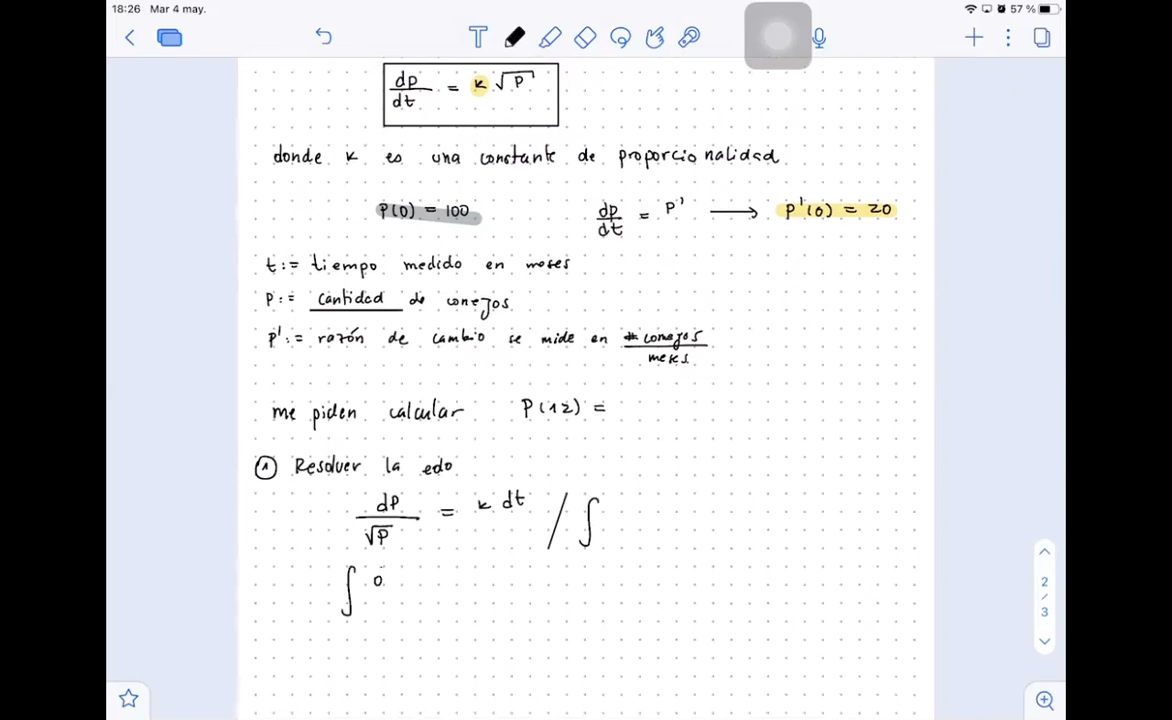 18:26 Mar 4 may. 57 %
dp/dt = k √P
donde k es una constante de proporcionalidad
P(0) = 100 dp/dt = P' → P'(0) = 20
t := tiempo medido en meses
P := cantidad de conejos
P' := razón de cambio se mide en # conejos/meses
me piden calcular P(12) =
1 Resolver la edo
dP/√P = k dt / ∫
∫
2
/
3